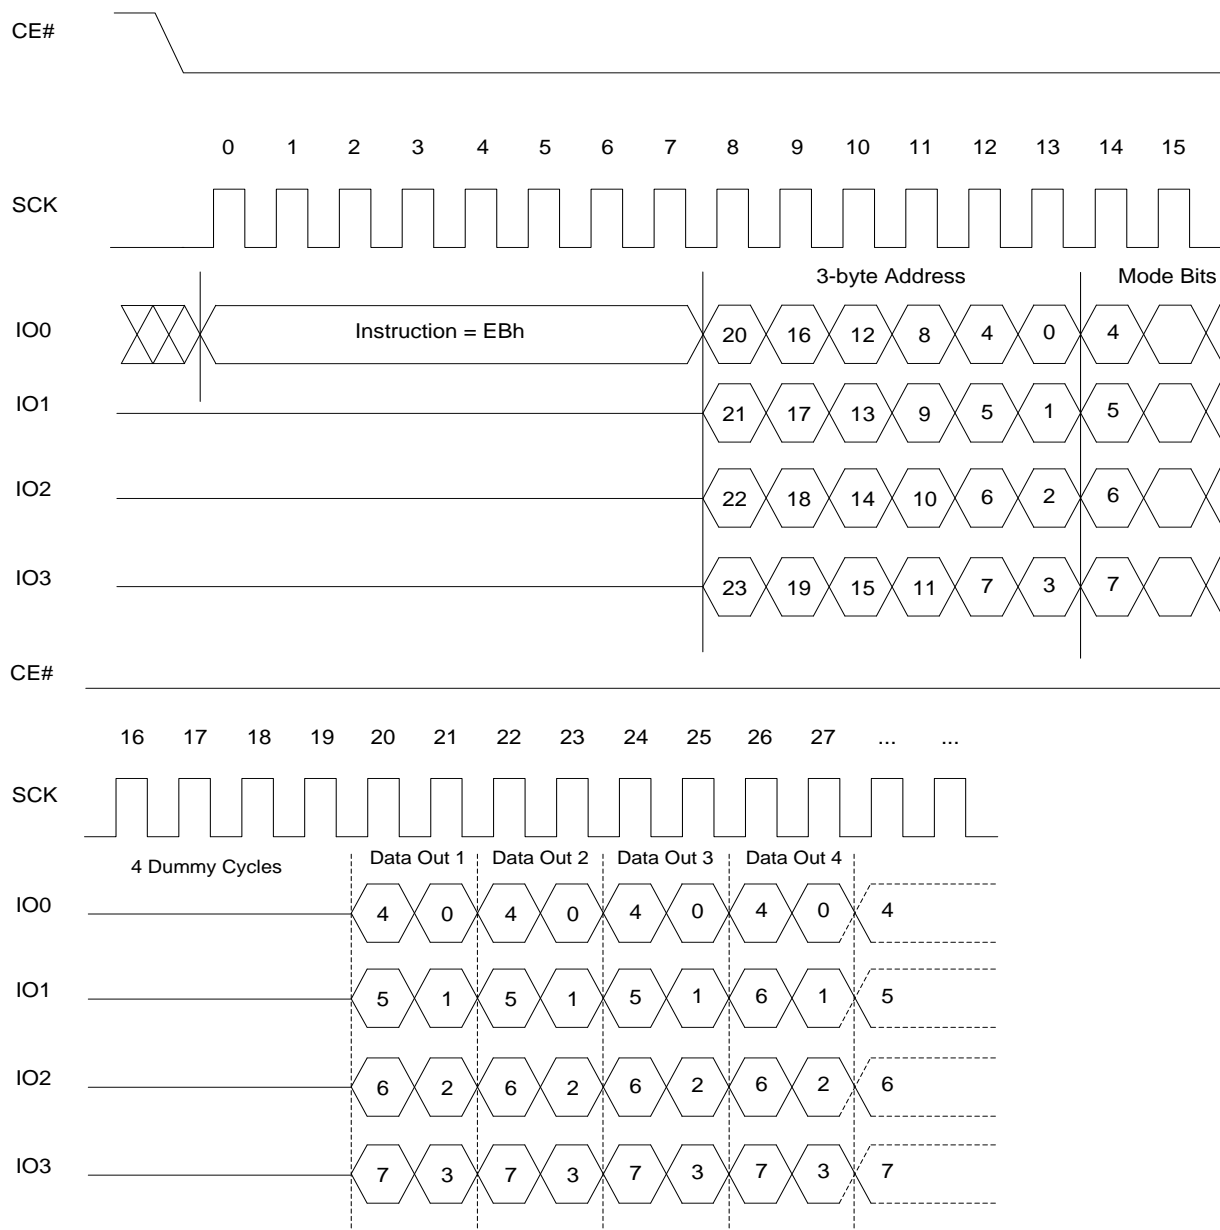 CE#
0 1 2 3 4 5 6 7 8 9 10 11 12 13 14 15
SCK
3-byte Address Mode Bits
IO0 Instruction = EBh 20 16 12 8 4 0 4
IO1 21 17 13 9 5 1 5
IO2 22 18 14 10 6 2 6
IO3 23 19 15 11 7 3 7
CE#
16 17 18 19 20 21 22 23 24 25 26 27 ... ...
SCK
4 Dummy Cycles Data Out 1 Data Out 2 Data Out 3 Data Out 4
IO0 4 0 4 0 4 0 4 0 4
IO1 5 1 5 1 5 1 6 1 5
IO2 6 2 6 2 6 2 6 2 6
IO3 7 3 7 3 7 3 7 3 7